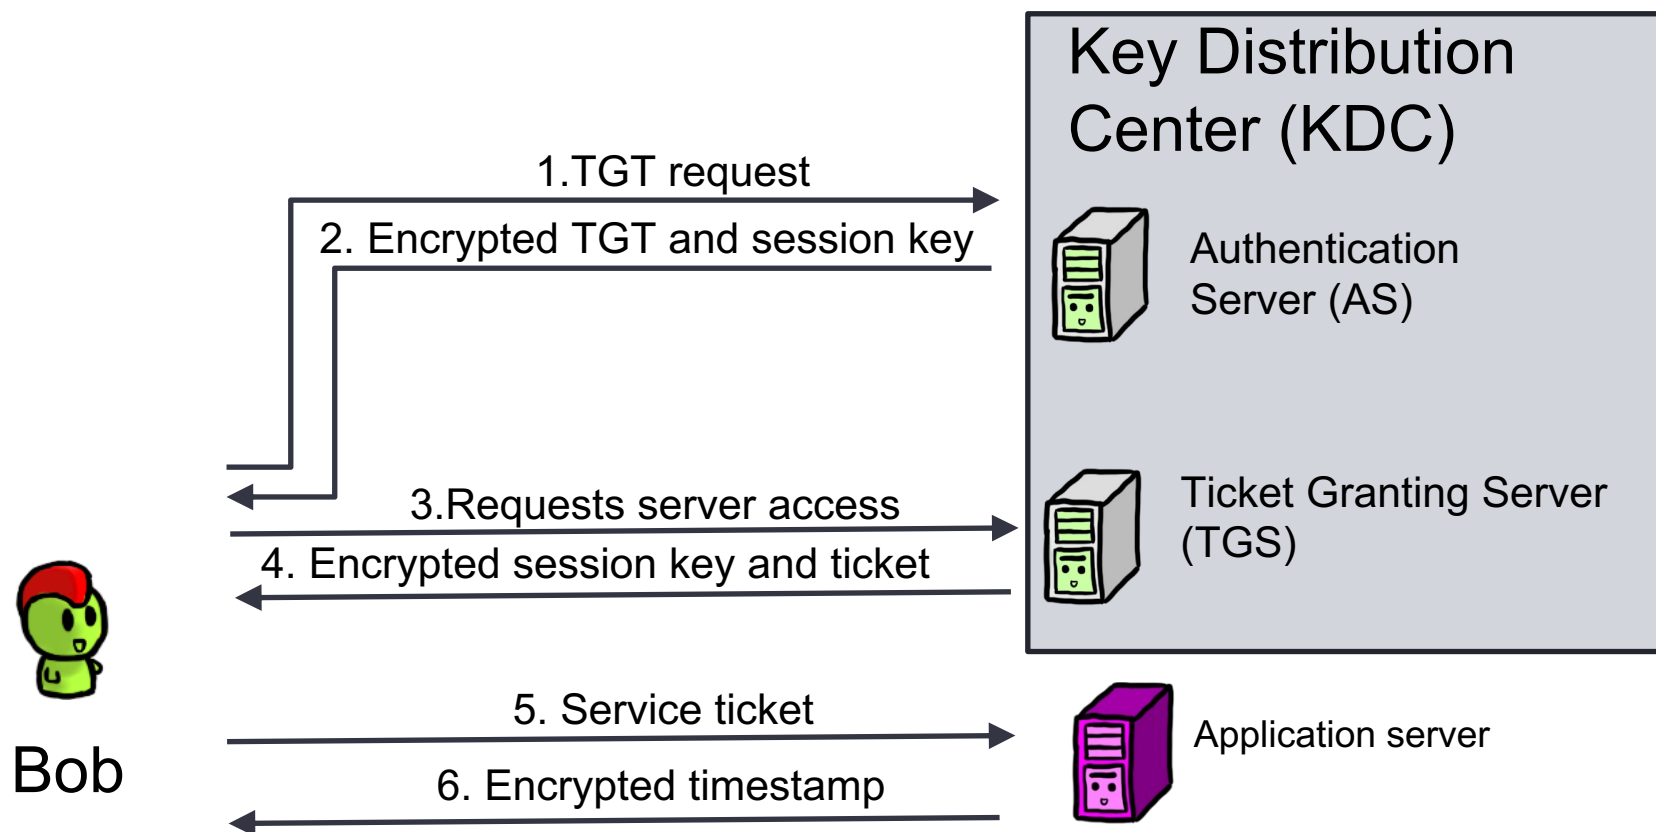 Key Distribution
Center (KDC)
1.TGT request
2. Encrypted TGT and session key
Authentication
Server (AS)
3.Requests server access
Ticket Granting Server
(TGS)
4. Encrypted session key and ticket
5. Service ticket
Application server
Bob
6. Encrypted timestamp